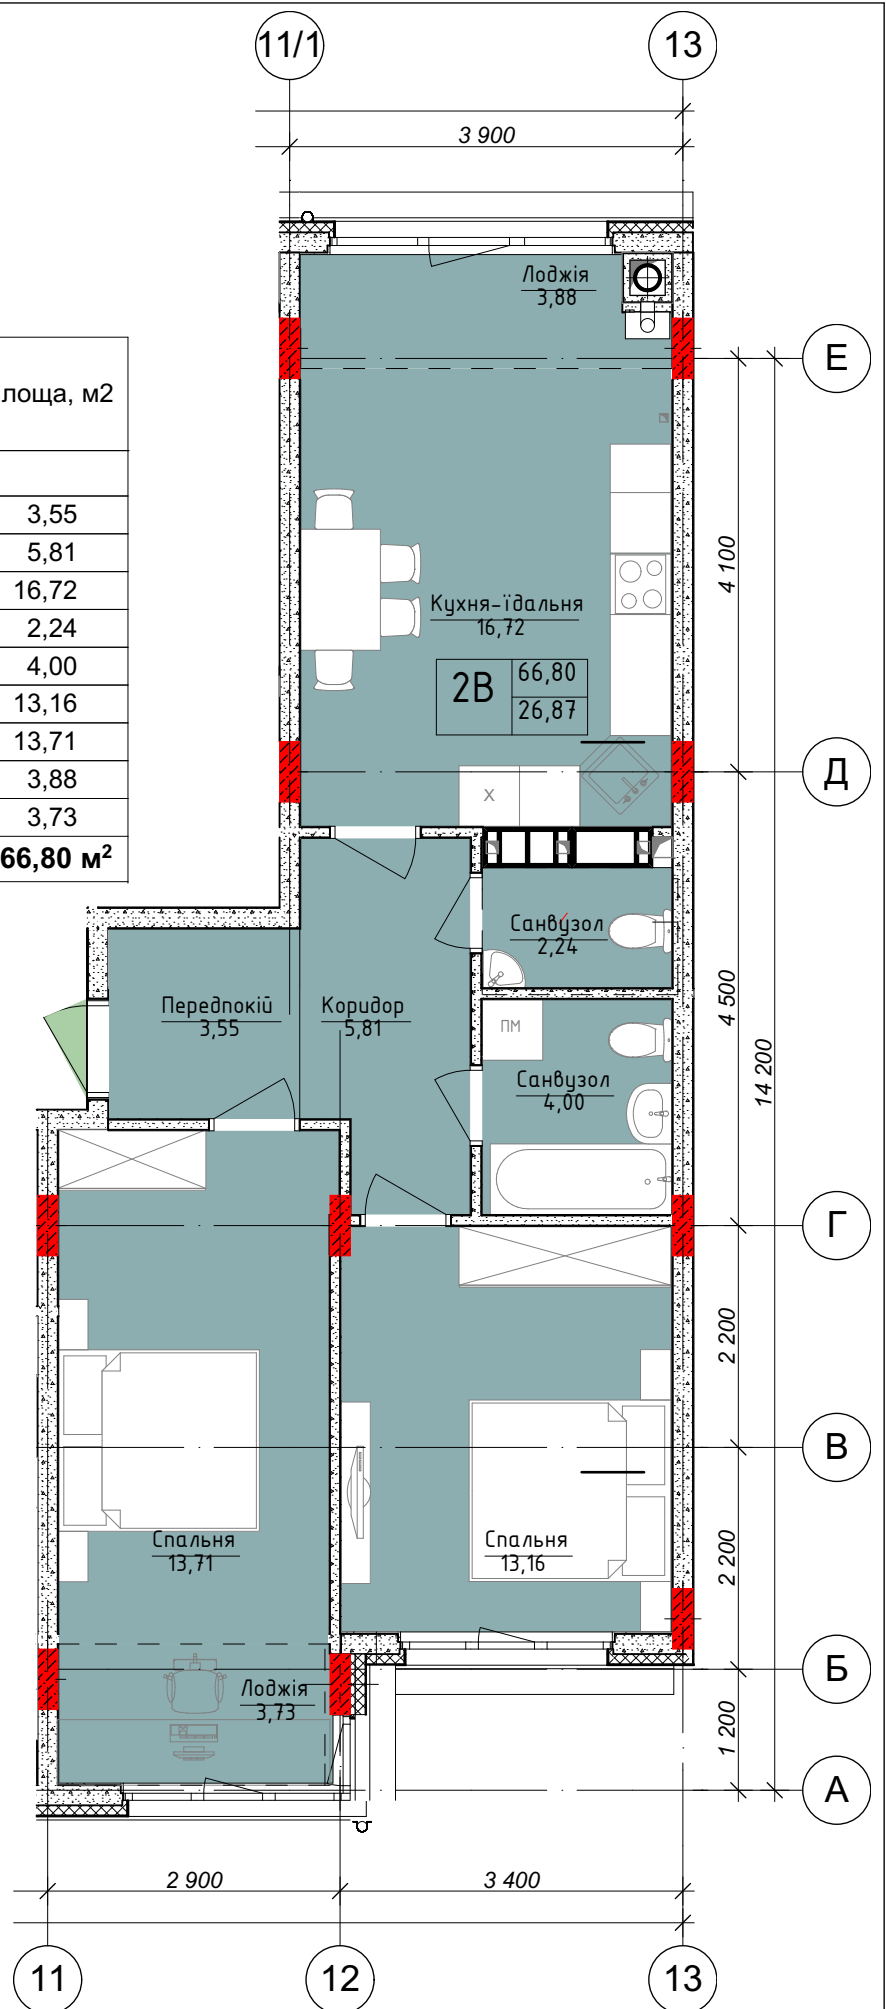 11/1
13
3 900
Лоджія
3,88
Е
лоща, м2
3,55
5,81
16,72
2,24
4,00
13,16
13,71
3,88
3,73
66,80 м²
4 100
Кухня-їдальня
16,72
2В
66,80
26,87
Д
Х
Санвузол
2,24
Передпокій
3,55
Коридор
5,81
4 500
ПМ
14 200
Санвузол
4,00
Г
2 200
В
Спальня
13,71
Спальня
13,16
2 200
Б
Лоджія
3,73
1 200
А
2 900
3 400
11
12
13